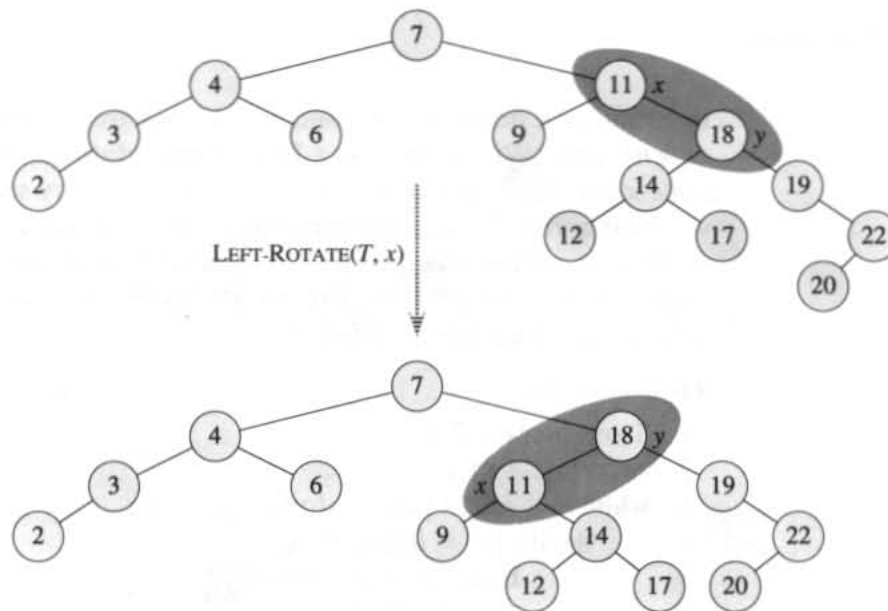 7
4 11 x
3 6 9 18 y
2 14 19
12 17 22
LEFT-ROTATE(T, x)
20
7
4 18 y
3 6 x 11 19
2 9 14 22
12 17 20